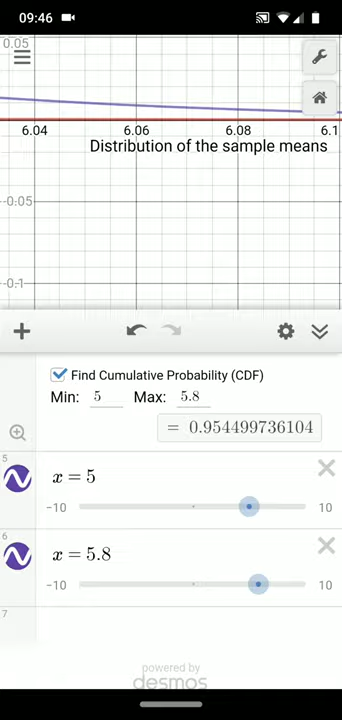 09:46
0.05
6.04 6.06 6.08 6.1
Distribution of the sample means
-0.05
-0.1
Find Cumulative Probability (CDF)
Min: 5 Max: 5.8
= 0.954499736104
5
x = 5
-10 10
6
x = 5.8
-10 10
7
powered by
desmos